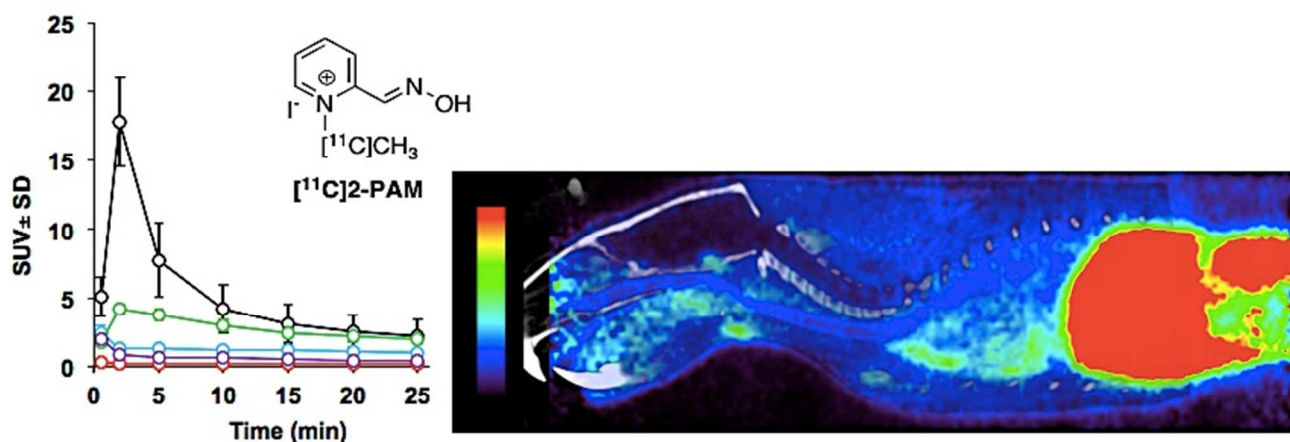 25
20
15
10
5
0
SUV± SD
0 5 10 15 20 25
Time (min)
⊕
N
I-
N
OH
[¹¹C]CH₃
[¹¹C]2-PAM